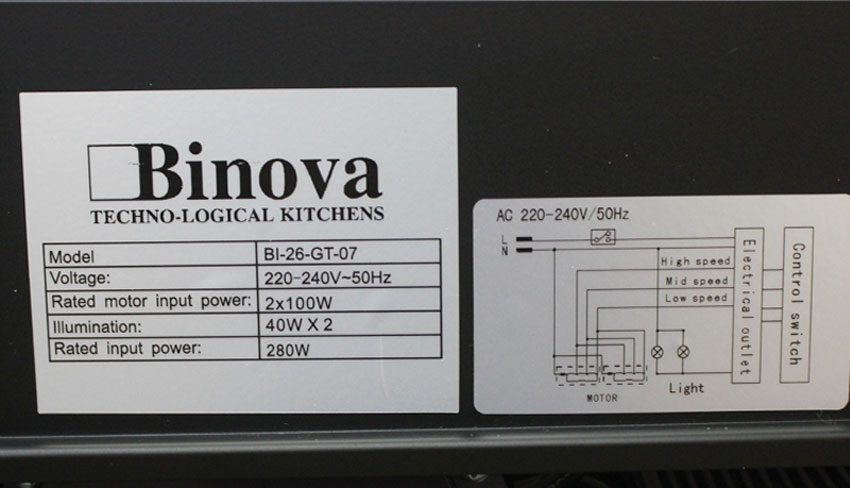 Binova
TECHNO-LOGICAL KITCHENS
Model BI-26-GT-07
Voltage: 220-240V~50Hz
Rated motor input power: 2x100W
Illumination: 40W X 2
Rated input power: 280W
AC 220-240V/50Hz
L
N
High speed
Mid speed
Low speed
Electrical outlet
Control switch
Light
MOTOR